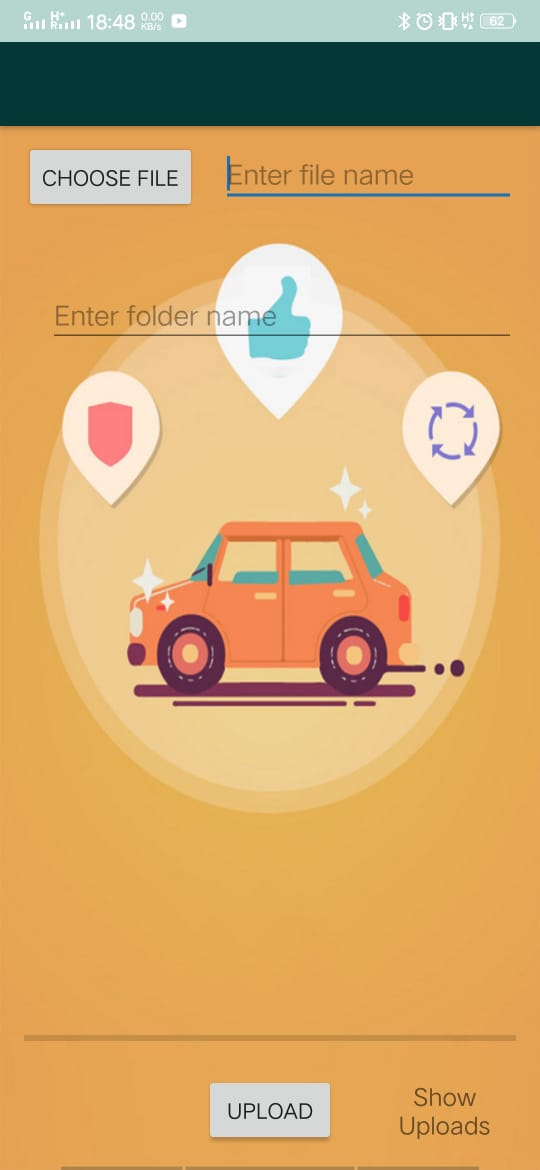 G H+ R 18:48 0.00 KB/s H+ 62
CHOOSE FILE
Enter file name
Enter folder name
UPLOAD
Show
Uploads